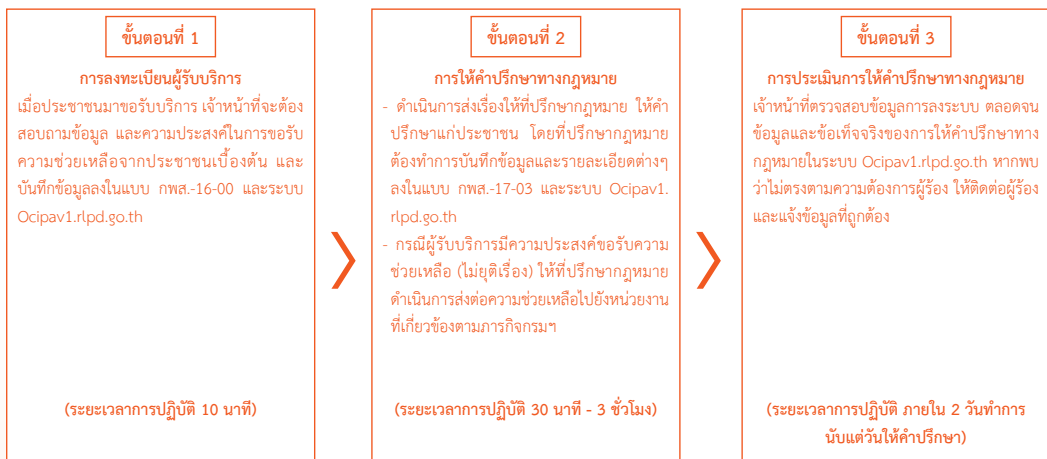 ขั้นตอนที่ 1
การลงทะเบียนผู้รับบริการ
เมื่อประชาชนมาขอรับบริการ เจ้าหน้าที่จะต้อง
สอบถามข้อมูล และความประสงค์ในการขอรับ
ความช่วยเหลือจากประชาชนเบื้องต้น และ
บันทึกข้อมูลลงในแบบ กพส.-16-00 และระบบ
Ocipav1.rlpd.go.th
(ระยะเวลาการปฏิบัติ 10 นาที)
ขั้นตอนที่ 2
การให้คำปรึกษาทางกฎหมาย
- ดำเนินการส่งเรื่องให้ที่ปรึกษากฎหมาย ให้คำ
ปรึกษาแก่ประชาชน โดยที่ปรึกษากฎหมาย
ต้องทำการบันทึกข้อมูลและรายละเอียดต่างๆ
ลงในแบบ กพส.-17-03 และระบบ Ocipav1.
rlpd.go.th
- กรณีผู้รับบริการมีความประสงค์ขอรับความ
ช่วยเหลือ (ไม่ยุติเรื่อง) ให้ที่ปรึกษากฎหมาย
ดำเนินการส่งต่อความช่วยเหลือไปยังหน่วยงาน
ที่เกี่ยวข้องตามภารกิจกรมฯ
(ระยะเวลาการปฏิบัติ 30 นาที - 3 ชั่วโมง)
ขั้นตอนที่ 3
การประเมินการให้คำปรึกษาทางกฎหมาย
เจ้าหน้าที่ตรวจสอบข้อมูลการลงระบบ ตลอดจน
ข้อมูลและข้อเท็จจริงของการให้คำปรึกษาทาง
กฎหมายในระบบ Ocipav1.rlpd.go.th หากพบ
ว่าไม่ตรงตามความต้องการผู้ร้อง ให้ติดต่อผู้ร้อง
และแจ้งข้อมูลที่ถูกต้อง
(ระยะเวลาการปฏิบัติ ภายใน 2 วันทำการ
นับแต่วันให้คำปรึกษา)